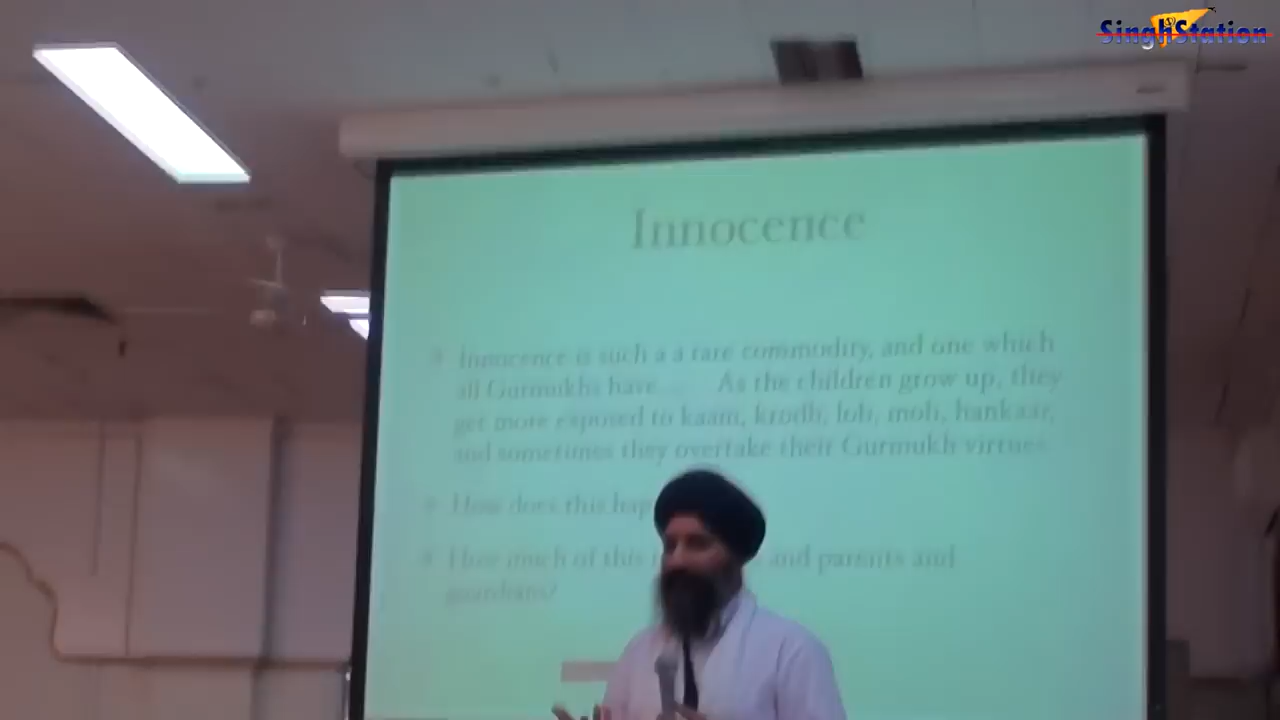 SinghStation
Innocence
Innocence is such a a rare commodity, and one which
all Gurmukhs have... As the children grow up, they
get more exposed to kaam, krodh, lob, moh, hankaar,
and sometimes they overtake their Gurmukh virtues
How does this
How much of this and parents and
guardians?